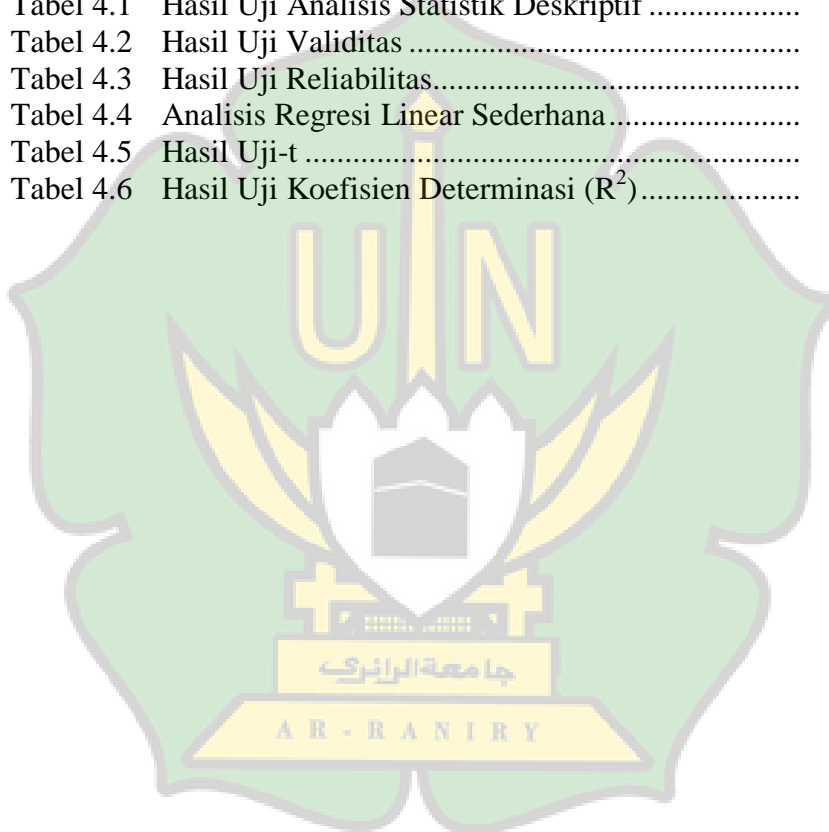 Tabel 4.1 Hasil Uji Analisis Statistik Deskriptif ...................
Tabel 4.2 Hasil Uji Validitas .................................................
Tabel 4.3 Hasil Uji Reliabilitas..............................................
Tabel 4.4 Analisis Regresi Linear Sederhana........................
Tabel 4.5 Hasil Uji-t ..............................................................
Tabel 4.6 Hasil Uji Koefisien Determinasi (R²)....................
UIN
جامعة الرانري
AR-RANIRY